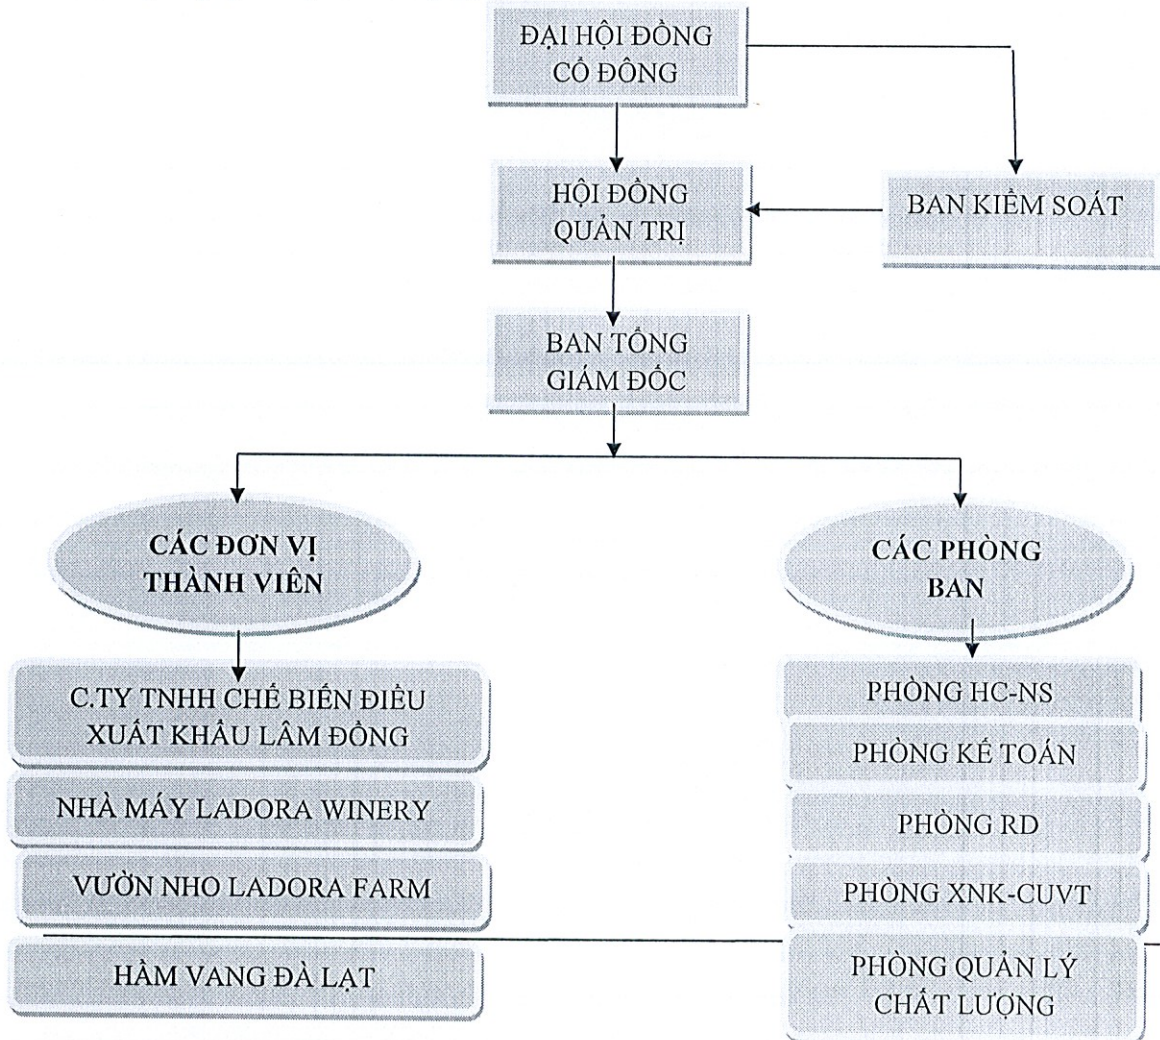 ĐẠI HỘI ĐỒNG
CỔ ĐÔNG
HỘI ĐỒNG
QUẢN TRỊ
BAN KIỂM SOÁT
BAN TỔNG
GIÁM ĐỐC
CÁC ĐƠN VỊ
THÀNH VIÊN
C.TY TNHH CHẾ BIẾN ĐIỀU
XUẤT KHẨU LÂM ĐỒNG
NHÀ MÁY LADORA WINERY
VƯỜN NHO LADORA FARM
HẦM VANG ĐÀ LẠT
CÁC PHÒNG
BAN
PHÒNG HC-NS
PHÒNG KẾ TOÁN
PHÒNG RD
PHÒNG XNK-CUVT
PHÒNG QUẢN LÝ
CHẤT LƯỢNG